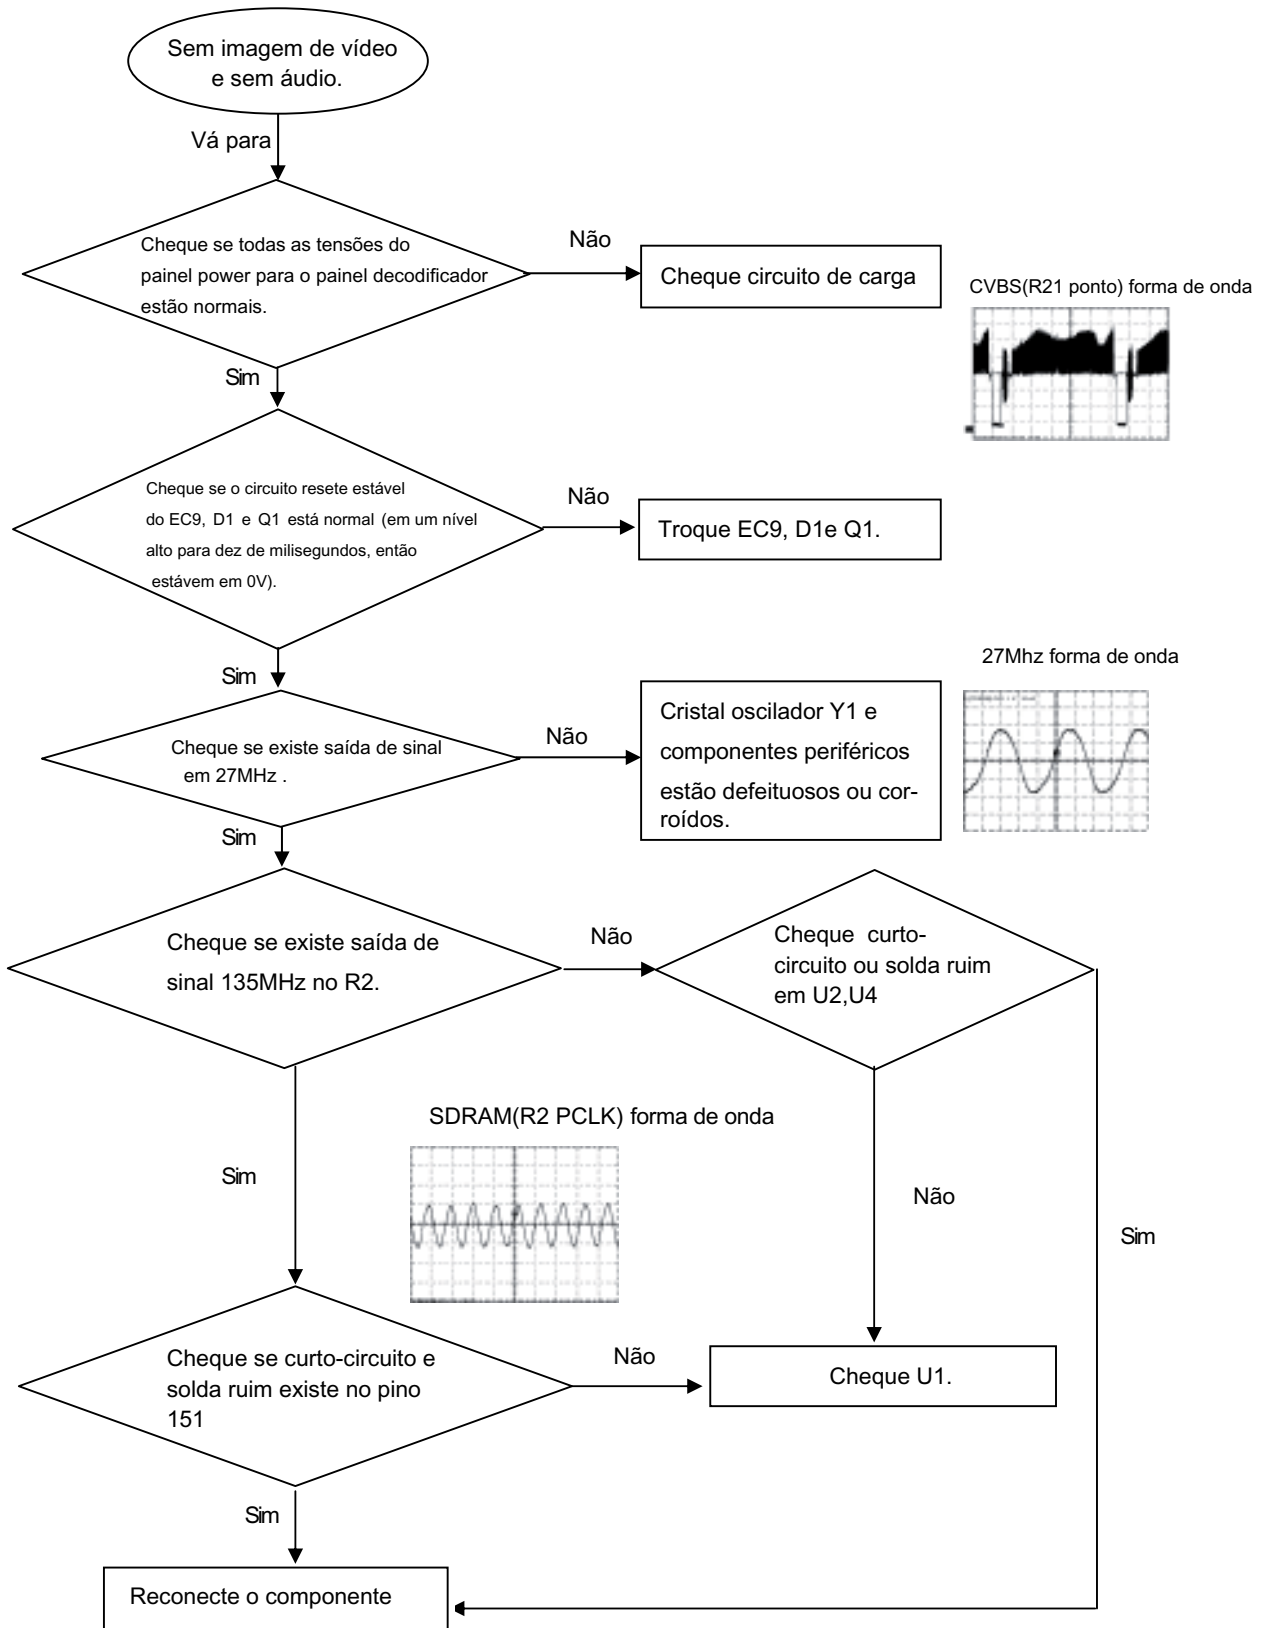 Sem imagem de vídeo
e sem áudio.
Vá para
Cheque se todas as tensões do
painel power para o painel decodificador
estão normais.
Não
Cheque circuito de carga
CVBS(R21 ponto) forma de onda
Sim
Cheque se o circuito resete estável
do EC9, D1 e Q1 está normal (em um nível
alto para dez de milisegundos, então
estávem em 0V).
Não
Troque EC9, D1e Q1.
Sim
27Mhz forma de onda
Cheque se existe saída de sinal
em 27MHz .
Não
Cristal oscilador Y1 e
componentes periféricos
estão defeituosos ou cor-
roídos.
Sim
Cheque se existe saída de
sinal 135MHz no R2.
Não
Cheque curto-
circuito ou solda ruim
em U2,U4
SDRAM(R2 PCLK) forma de onda
Sim
Não
Sim
Cheque se curto-circuito e
solda ruim existe no pino
151
Não
Cheque U1.
Sim
Reconecte o componente